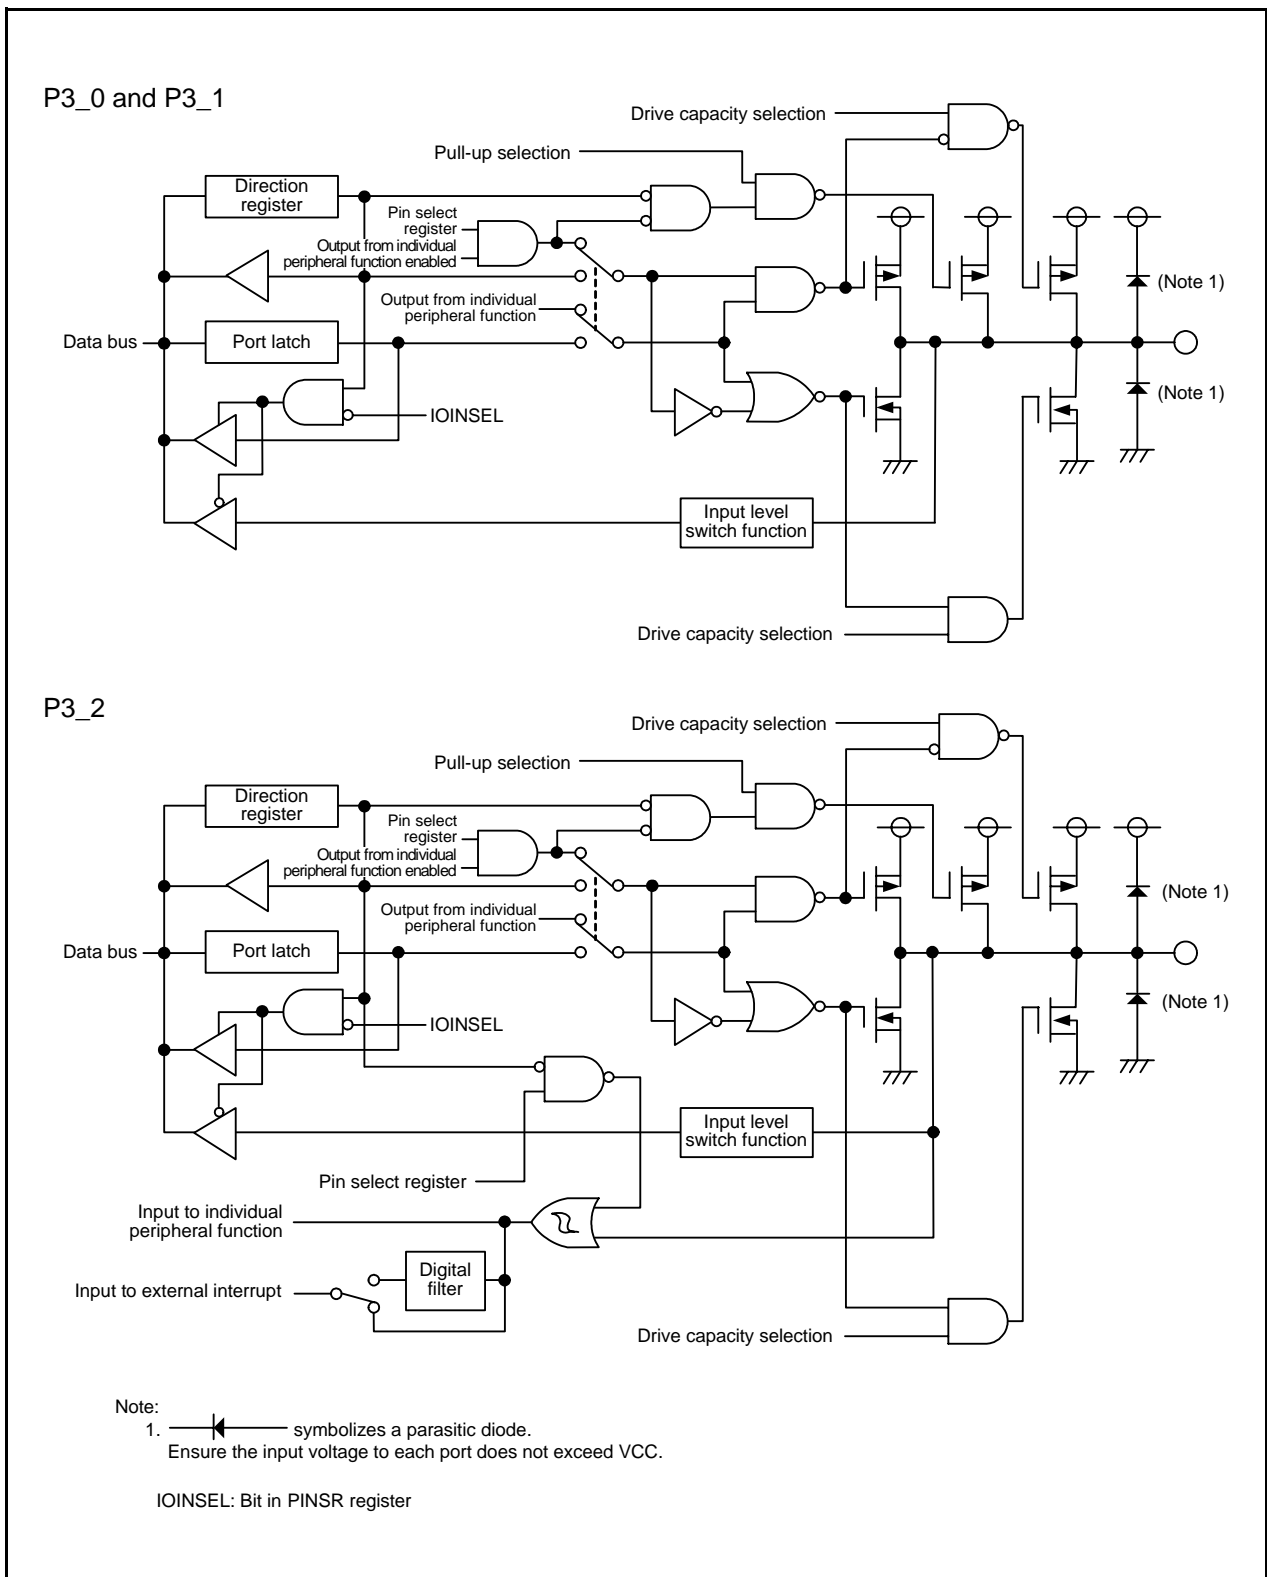 P3_0 and P3_1
Drive capacity selection
Pull-up selection
Direction
register
Pin select
register
Output from individual
peripheral function enabled
Output from individual
peripheral function
(Note 1)
Data bus
Port latch
(Note 1)
IOINSEL
Input level
switch function
Drive capacity selection
P3_2
Drive capacity selection
Pull-up selection
Direction
register
Pin select
register
Output from individual
peripheral function enabled
Output from individual
peripheral function
(Note 1)
Data bus
Port latch
(Note 1)
IOINSEL
Input level
switch function
Pin select register
Input to individual
peripheral function
Digital
filter
Input to external interrupt
Drive capacity selection
Note:
1. symbolizes a parasitic diode.
Ensure the input voltage to each port does not exceed VCC.
IOINSEL: Bit in PINSR register